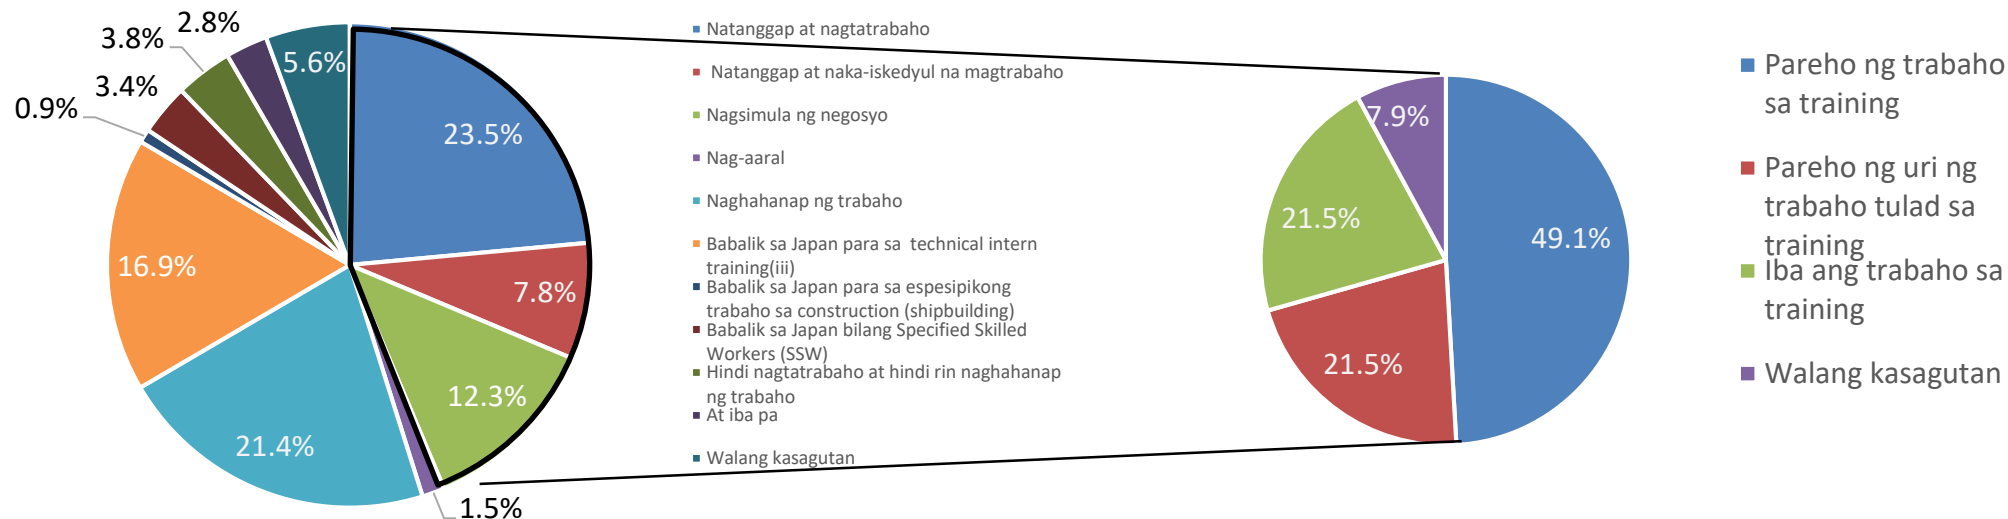 2.8%
3.8%
5.6%
3.4%
0.9%
23.5%
16.9%
7.8%
12.3%
21.4%
1.5%
Natanggap at nagtatrabaho
Natanggap at naka-iskedyul na magtrabaho
Nagsimula ng negosyo
Nag-aaral
Naghahanap ng trabaho
Babalik sa Japan para sa technical intern
training(iii)
Babalik sa Japan para sa espesipikong
trabaho sa construction (shipbuilding)
Babalik sa Japan bilang Specified Skilled
Workers (SSW)
Hindi nagtatrabaho at hindi rin naghahanap
ng trabaho
At iba pa
Walang kasagutan
7.9%
21.5%
49.1%
21.5%
Pareho ng trabaho
sa training
Pareho ng uri ng
trabaho tulad sa
training
Iba ang trabaho sa
training
Walang kasagutan